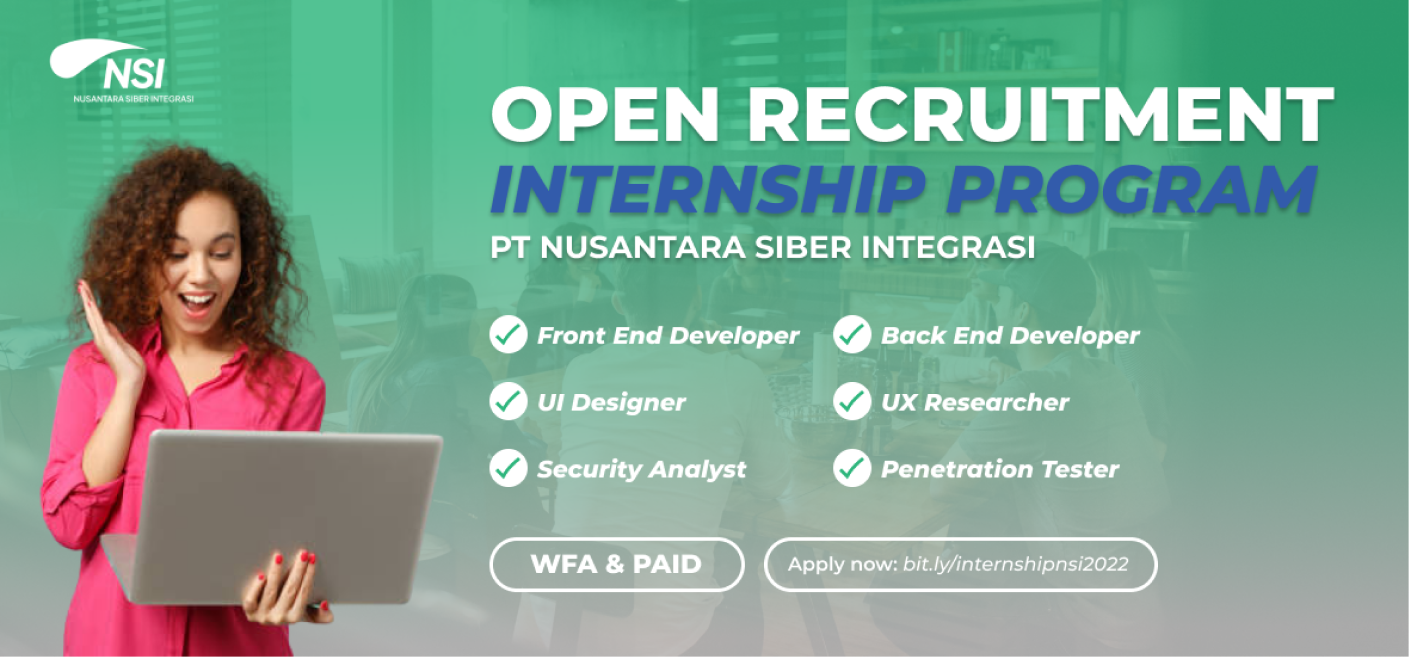 NSI
NUSANTARA SIBER INTEGRASI
OPEN RECRUITMENT
INTERNSHIP PROGRAM
PT NUSANTARA SIBER INTEGRASI
Front End Developer
Back End Developer
UI Designer
UX Researcher
Security Analyst
Penetration Tester
WFA & PAID
Apply now: bit.ly/internshipnsi2022